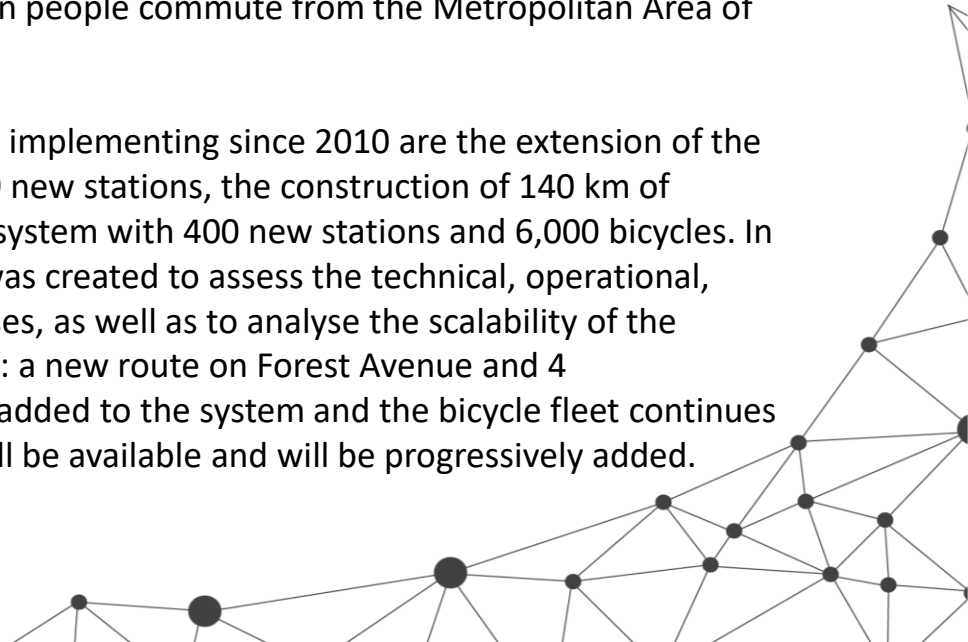 n people commute from the Metropolitan Area of
implementing since 2010 are the extension of the
new stations, the construction of 140 km of
system with 400 new stations and 6,000 bicycles. In
was created to assess the technical, operational,
es, as well as to analyse the scalability of the
: a new route on Forest Avenue and 4
added to the system and the bicycle fleet continues
ll be available and will be progressively added.